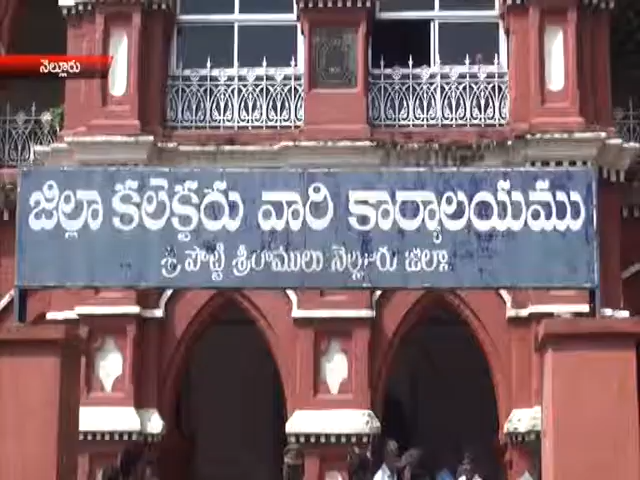 నెల్లూరు
జిల్లా కలెక్టరు వారి కార్యాలయము
శ్రీ పొట్టి శ్రీరాములు నెల్లూరు జిల్లా